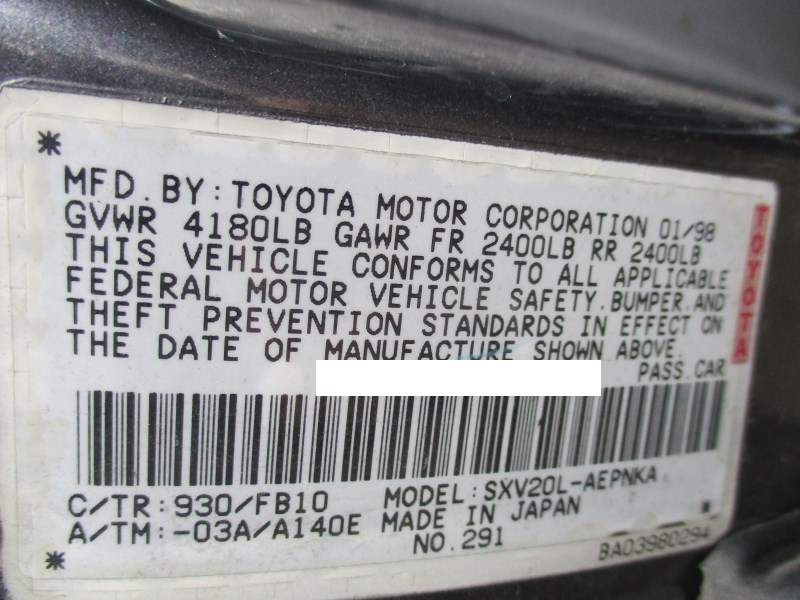 MFD.BY:TOYOTA MOTOR CORPORATION 01/98
GVWR 4180LB GAWR FR 2400LB RR 2400LB
THIS VEHICLE CONFORMS TO ALL APPLICABLE
FEDERAL MOTOR VEHICLE SAFETY.BUMPER.AND
THEFT PREVENTION STANDARDS IN EFFECT ON
THE DATE OF MANUFACTURE SHOWN ABOVE.
PASS.CAR
C/TR:930/FB10 MODEL:SXV20L-AEPNKA
A/TM:-03A/A140E MADE IN JAPAN
NO.291
BA03980294
TOYOTA